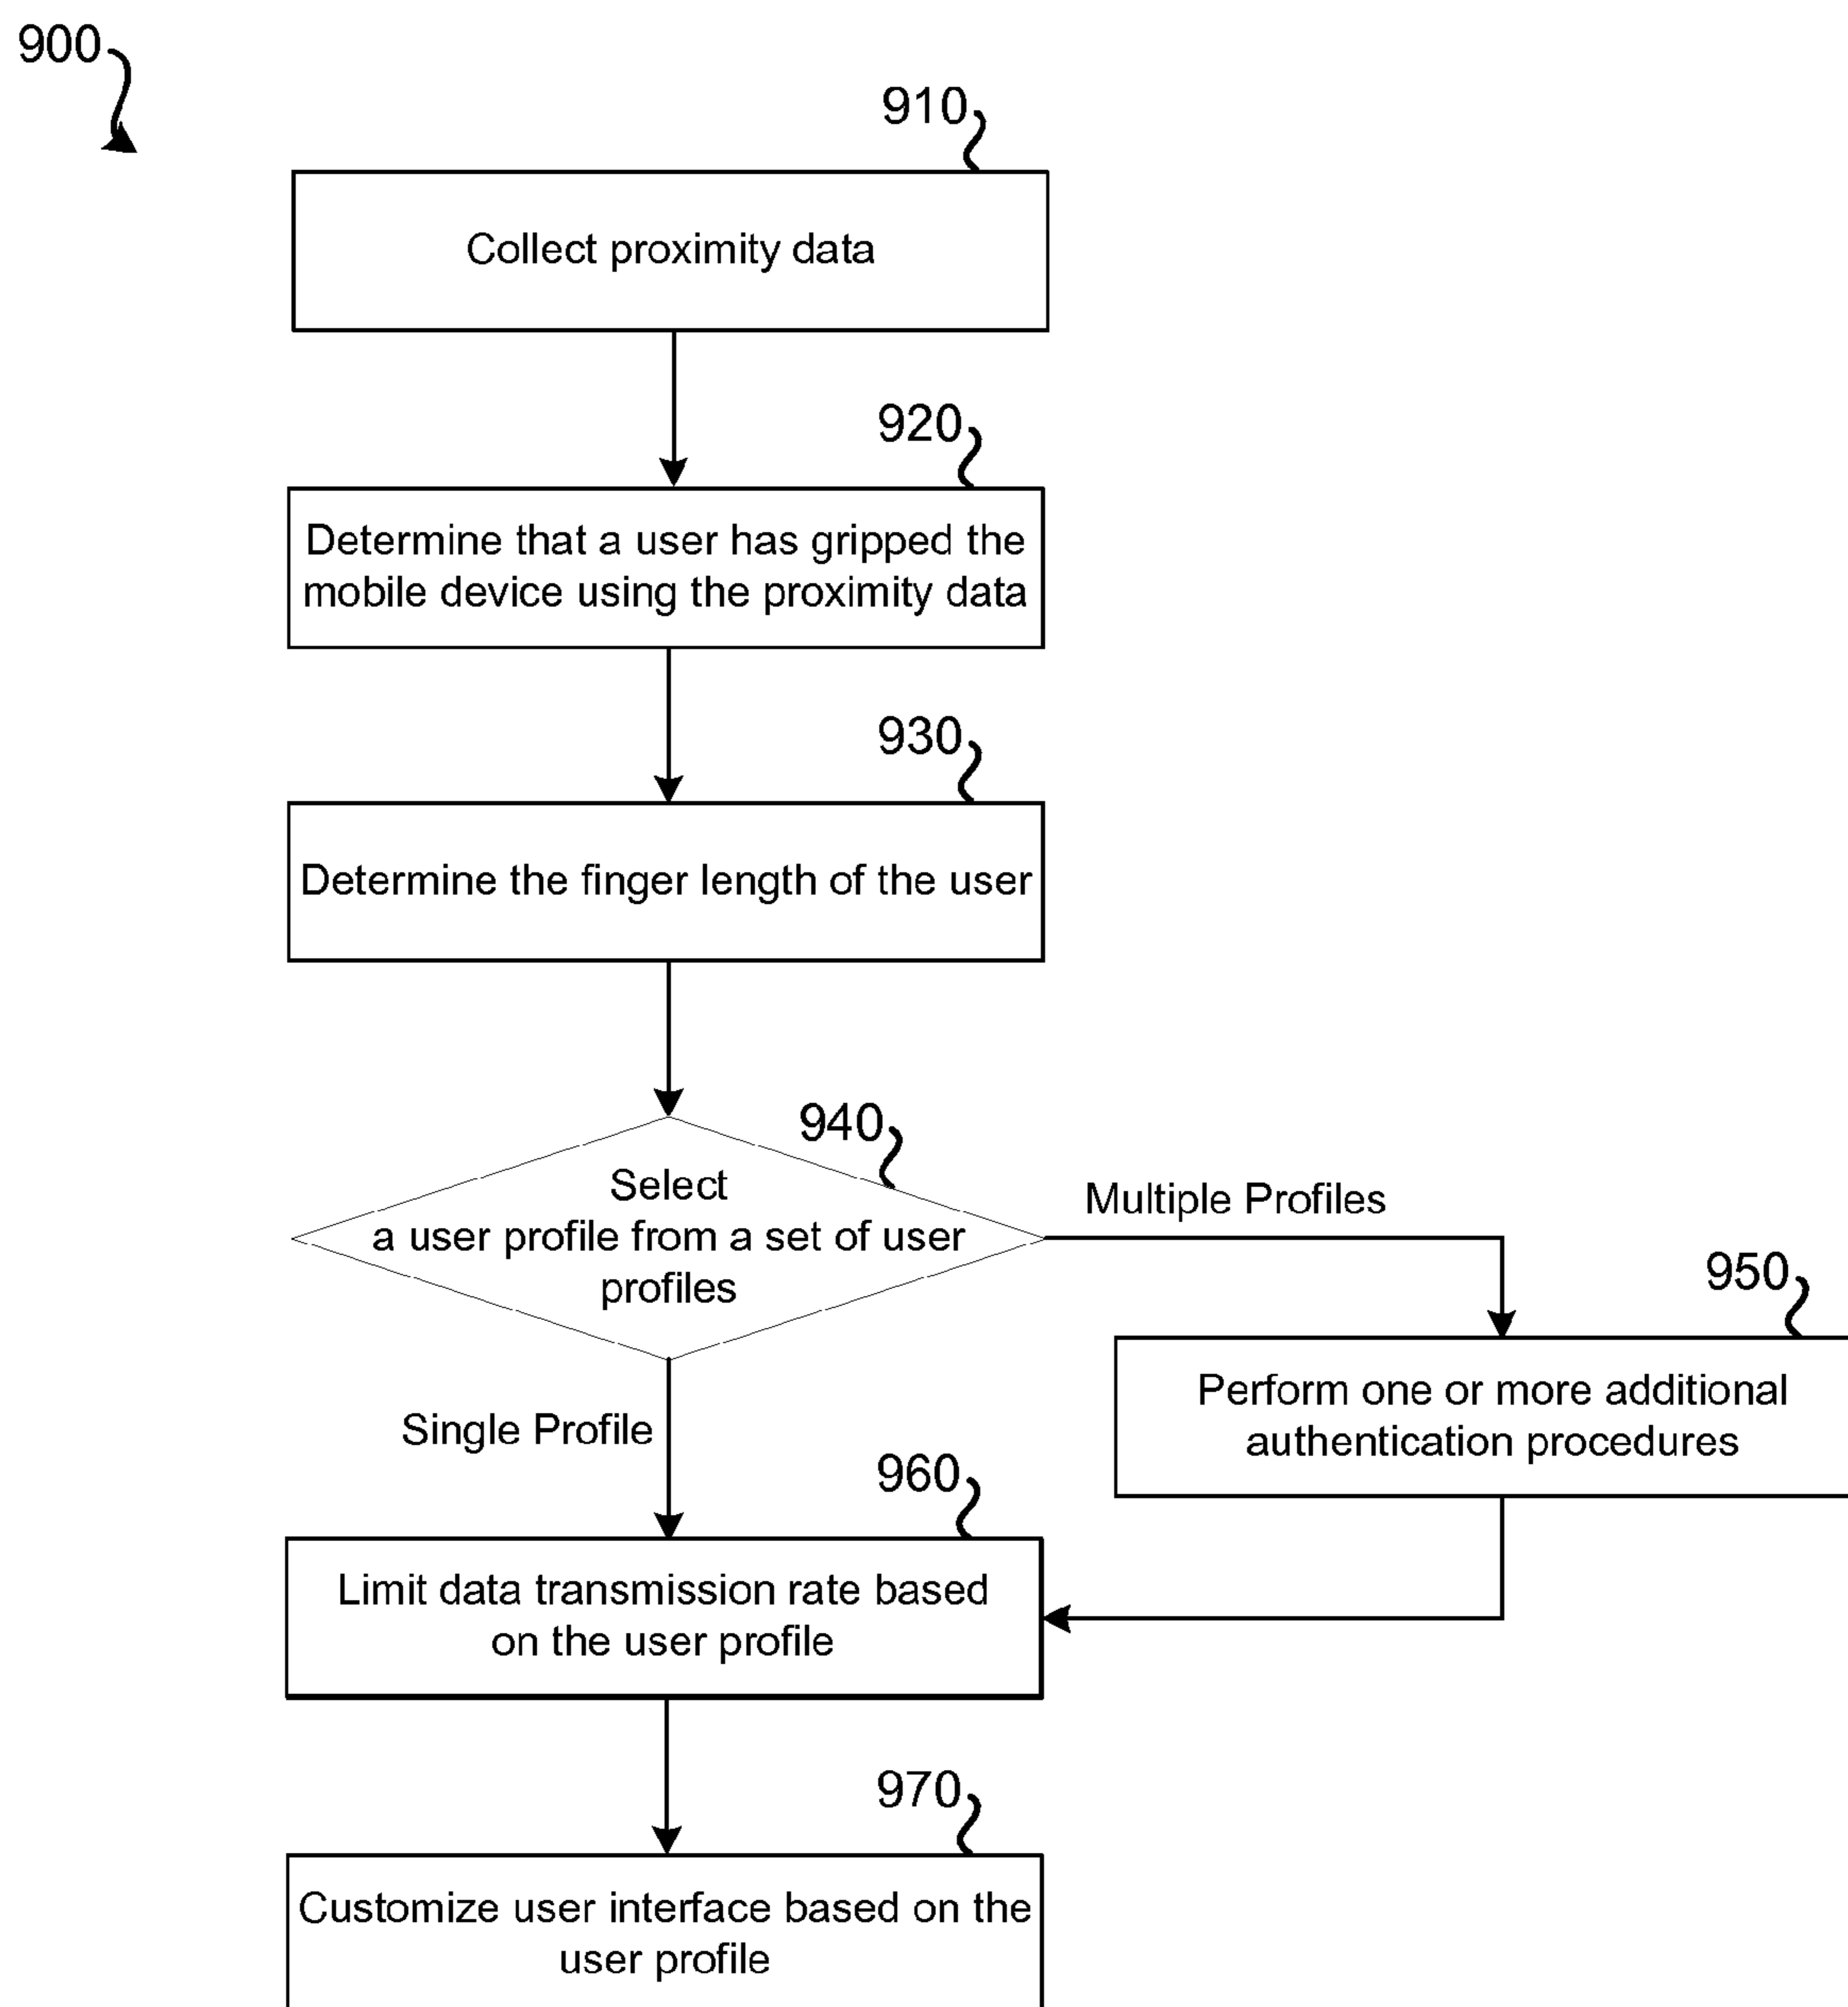 900
910
Collect proximity data
920
Determine that a user has gripped the
mobile device using the proximity data
930
Determine the finger length of the user
940
Select
a user profile from a set of user
profiles
Multiple Profiles
950
Perform one or more additional
authentication procedures
Single Profile
960
Limit data transmission rate based
on the user profile
970
Customize user interface based on the
user profile